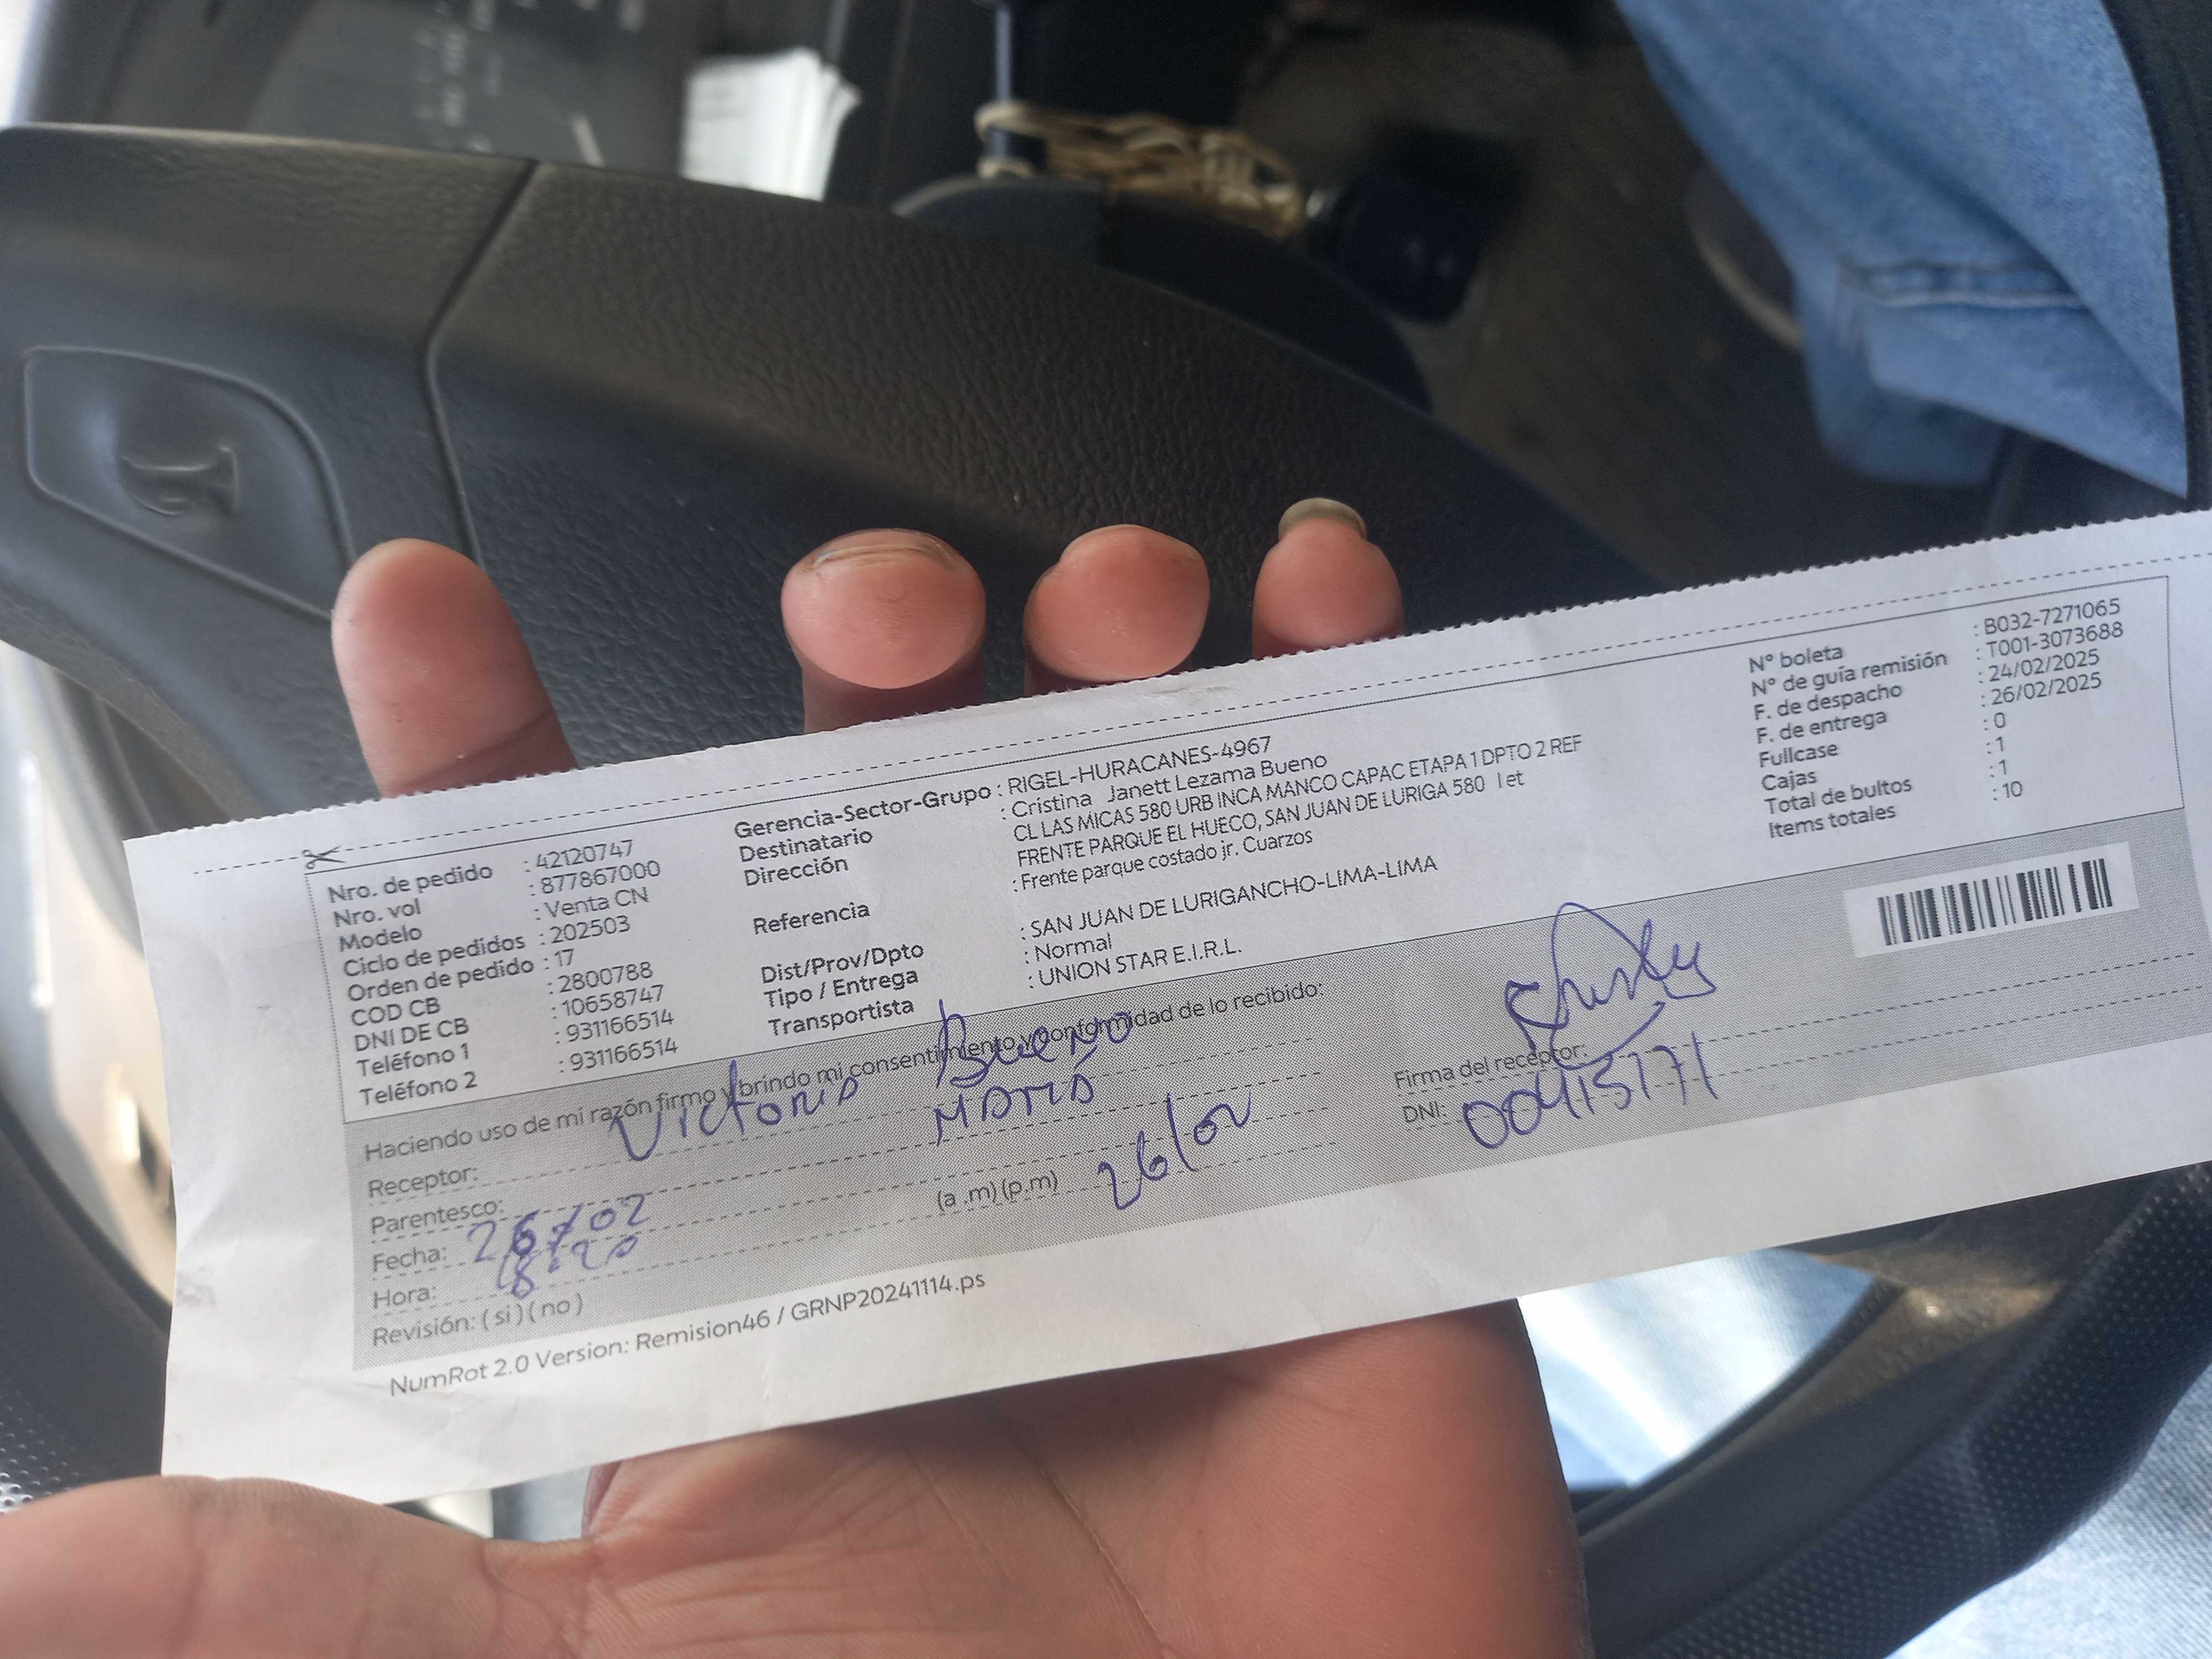 Nro. de pedido : 42120747
Nro. vol : 877867000
Modelo : Venta CN
Ciclo de pedidos : 202503
Orden de pedido : 17
COD CB : 2800788
DNI DE CB : 10658747
Teléfono 1 : 931166514
Teléfono 2 : 931166514
Gerencia-Sector-Grupo : RIGEL-HURACANES-4967
Destinatario : Cristina Janett Lezama Bueno
Dirección CL LAS MICAS 580 URB INCA MANCO CAPAC ETAPA 1 DPTO 2 REF
FRENTE PARQUE EL HUECO, SAN JUAN DE LURIGA 580 l et
Referencia : Frente parque costado jr. Cuarzos
Dist/Prov/Dpto : SAN JUAN DE LURIGANCHO-LIMA-LIMA
Tipo / Entrega : Normal
Transportista : UNION STAR E.I.R.L.
N° boleta : B032-7271065
N° de guía remisión : T001-3073688
F. de despacho : 24/02/2025
F. de entrega : 26/02/2025
Fullcase : 0
Cajas : 1
Total de bultos : 1
Items totales : 10
Haciendo uso de mi razón firmo y brindo mi consentimiento y conformidad de lo recibido:
Receptor: Victoria Bueno
Parentesco: MAMÁ
Fecha: 26/02
Hora: 8:20 (a .m) (p.m) 26/02
Revisión: ( si ) ( no )
Firma del receptor:
DNI: 00415171
NumRot 2.0 Version: Remision46 / GRNP20241114.ps